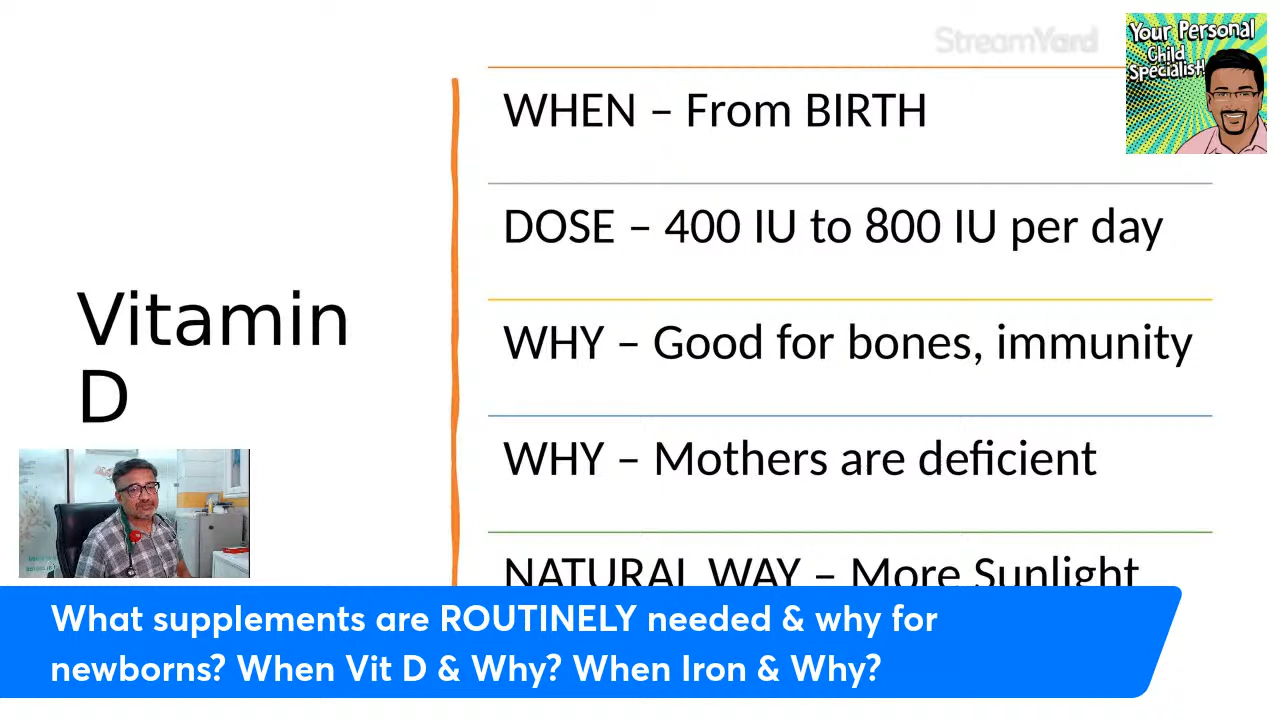 StreamYard
Your Personal
Child
Specialist!
WHEN – From BIRTH
DOSE – 400 IU to 800 IU per day
WHY – Good for bones, immunity
WHY – Mothers are deficient
NATURAL WAY – More Sunlight
Vitamin
D
What supplements are ROUTINELY needed & why for
newborns? When Vit D & Why? When Iron & Why?